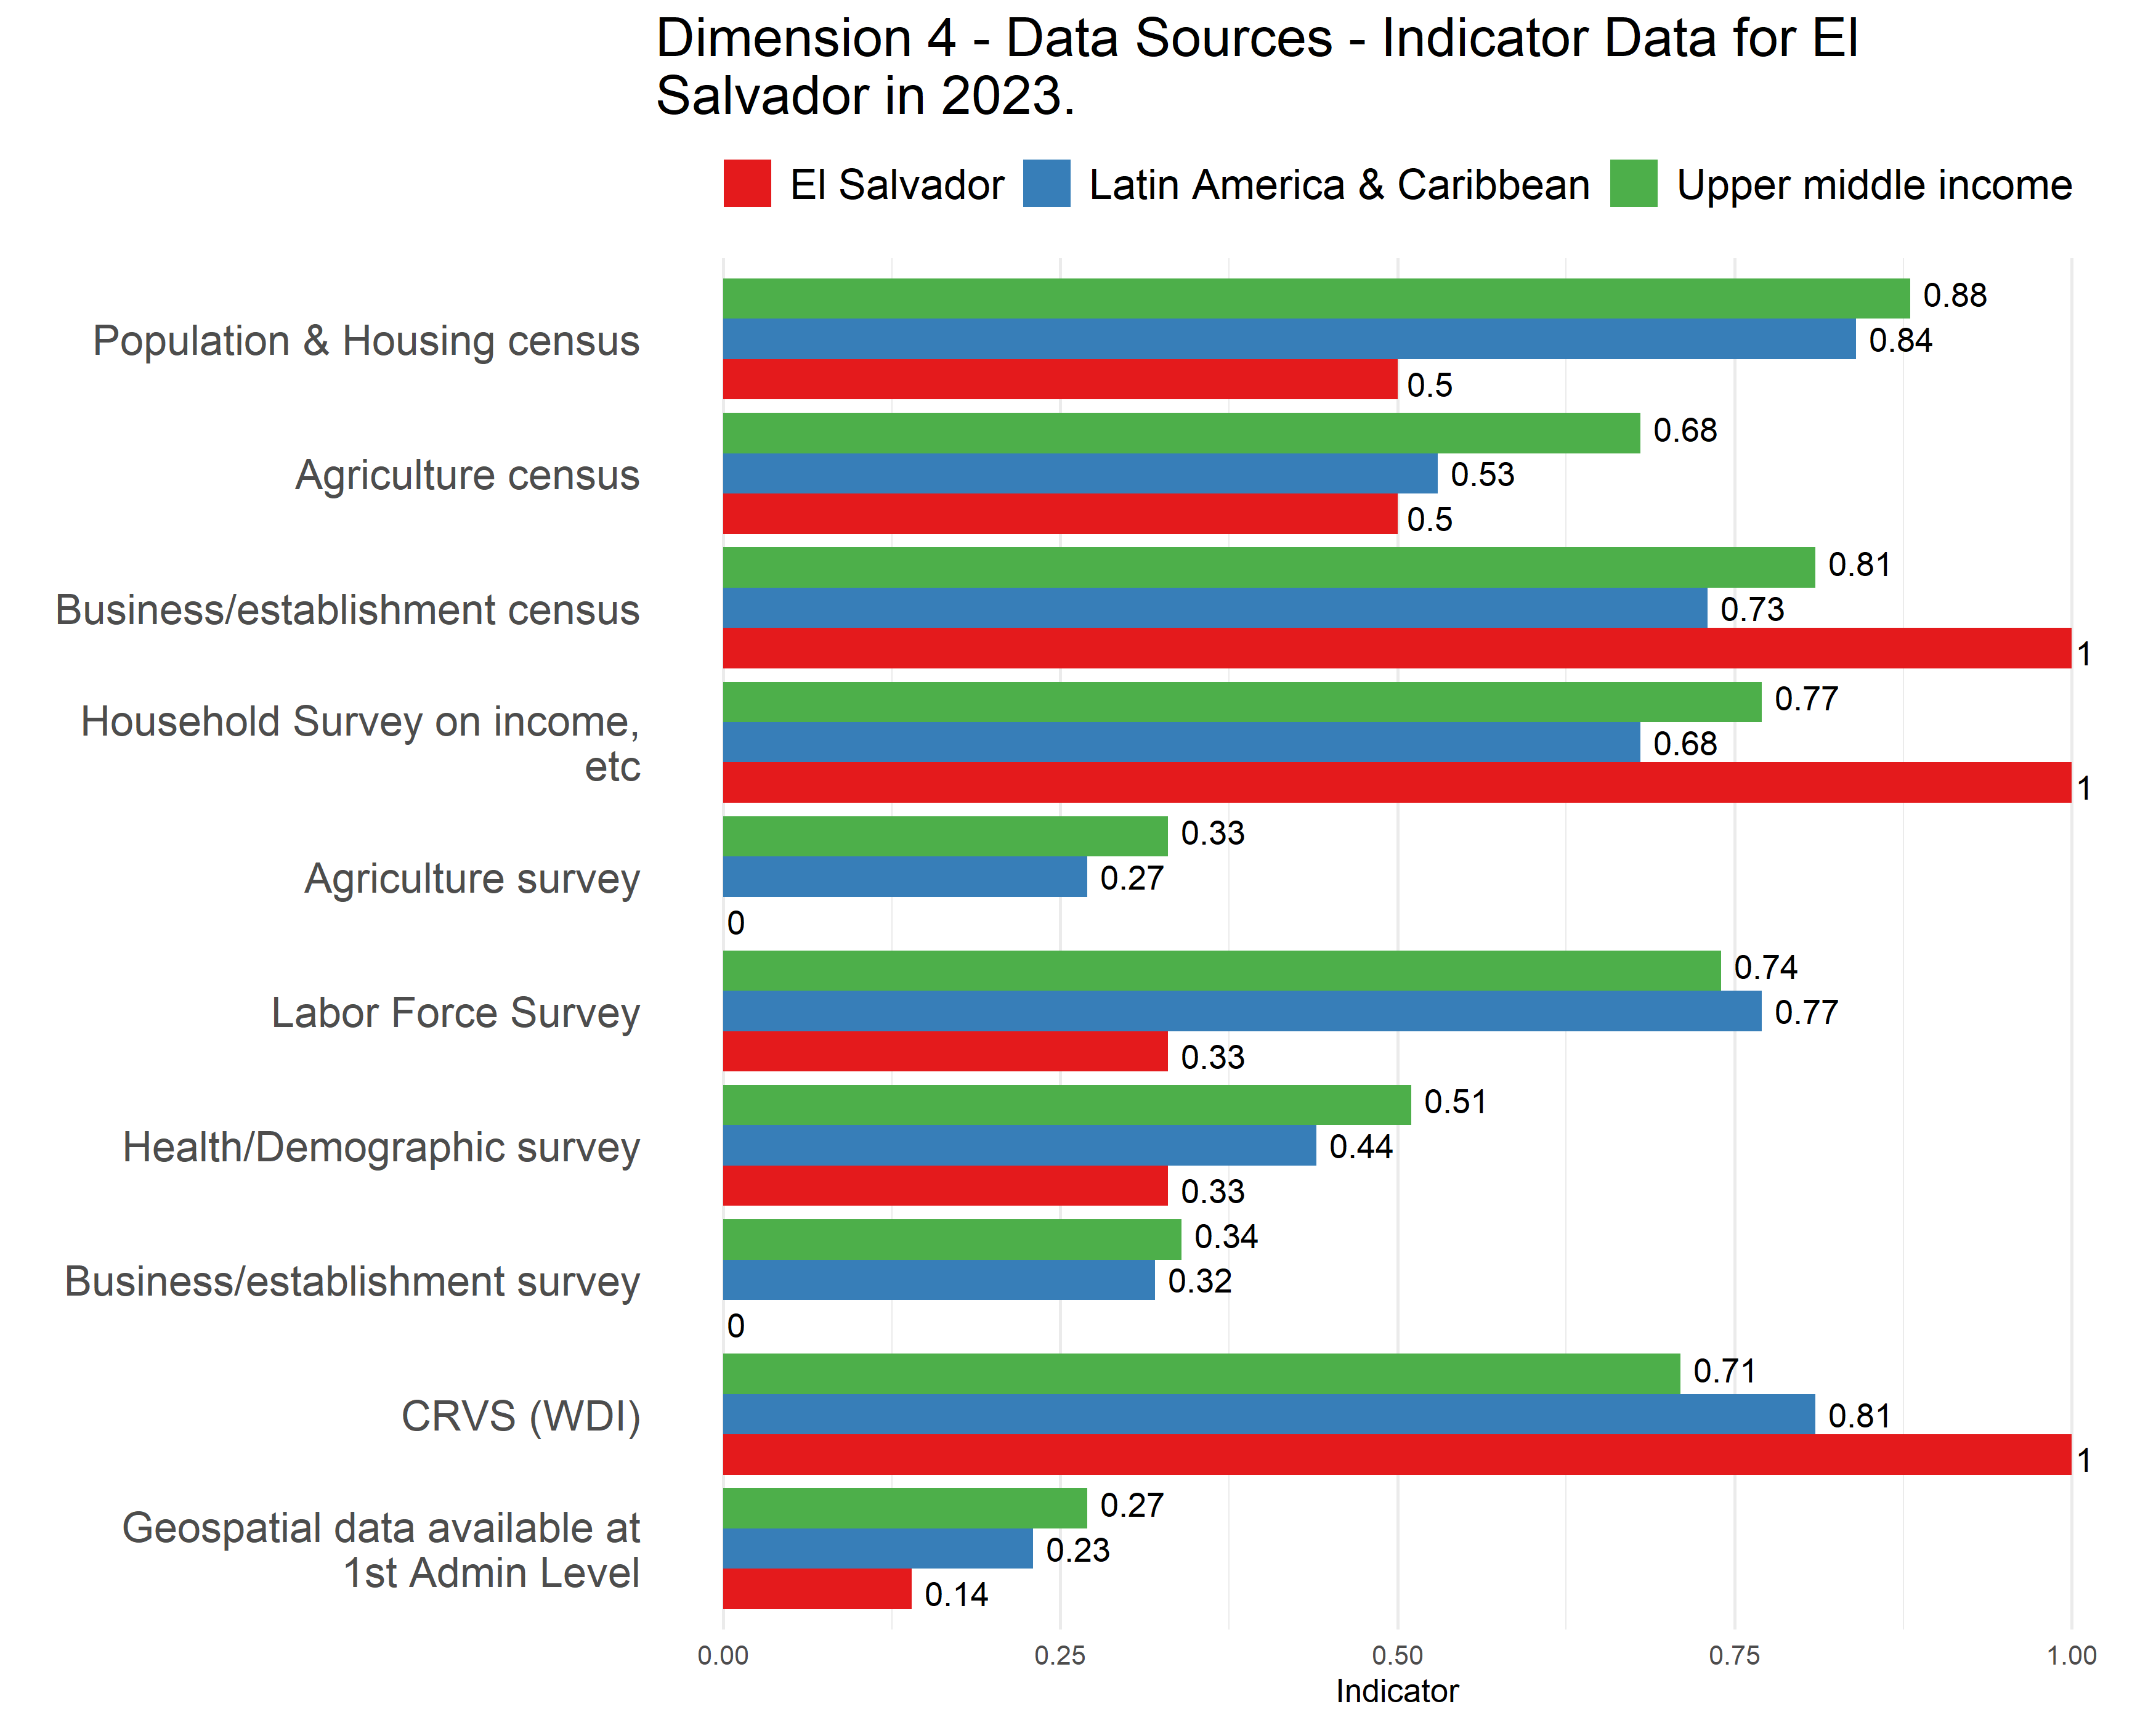 Dimension 4 - Data Sources - Indicator Data for El
Salvador in 2023.
El Salvador
Latin America & Caribbean
Upper middle income
Population & Housing census
0.88
0.84
0.5
Agriculture census
0.68
0.53
0.5
Business/establishment census
0.81
0.73
1
Household Survey on income,
etc
0.77
0.68
1
Agriculture survey
0.33
0.27
0
Labor Force Survey
0.74
0.77
0.33
Health/Demographic survey
0.51
0.44
0.33
Business/establishment survey
0.34
0.32
0
CRVS (WDI)
0.71
0.81
1
Geospatial data available at
1st Admin Level
0.27
0.23
0.14
0.00
0.25
0.50
0.75
1.00
Indicator